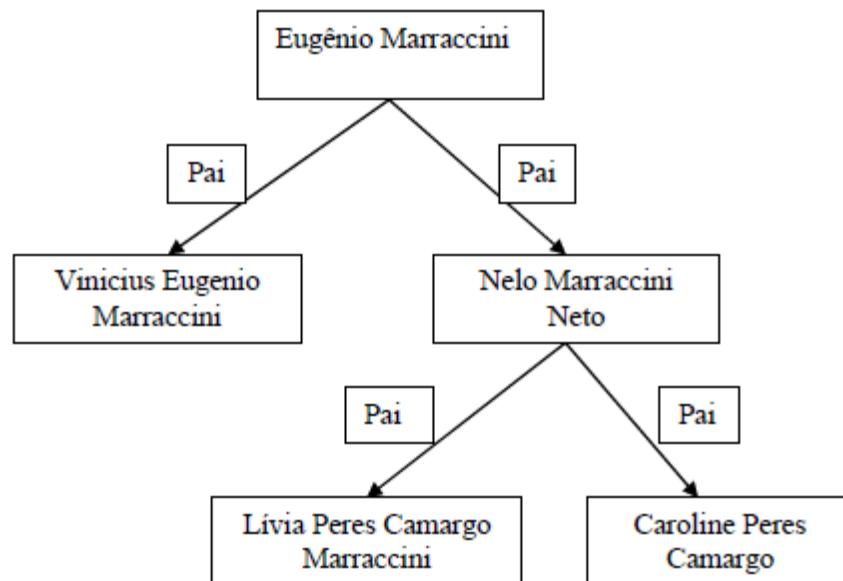 Eugênio Marraccini
Pai
Pai
Vinicius Eugenio
Marraccini
Nelo Marraccini
Neto
Pai
Pai
Lívia Peres Camargo
Marraccini
Caroline Peres
Camargo